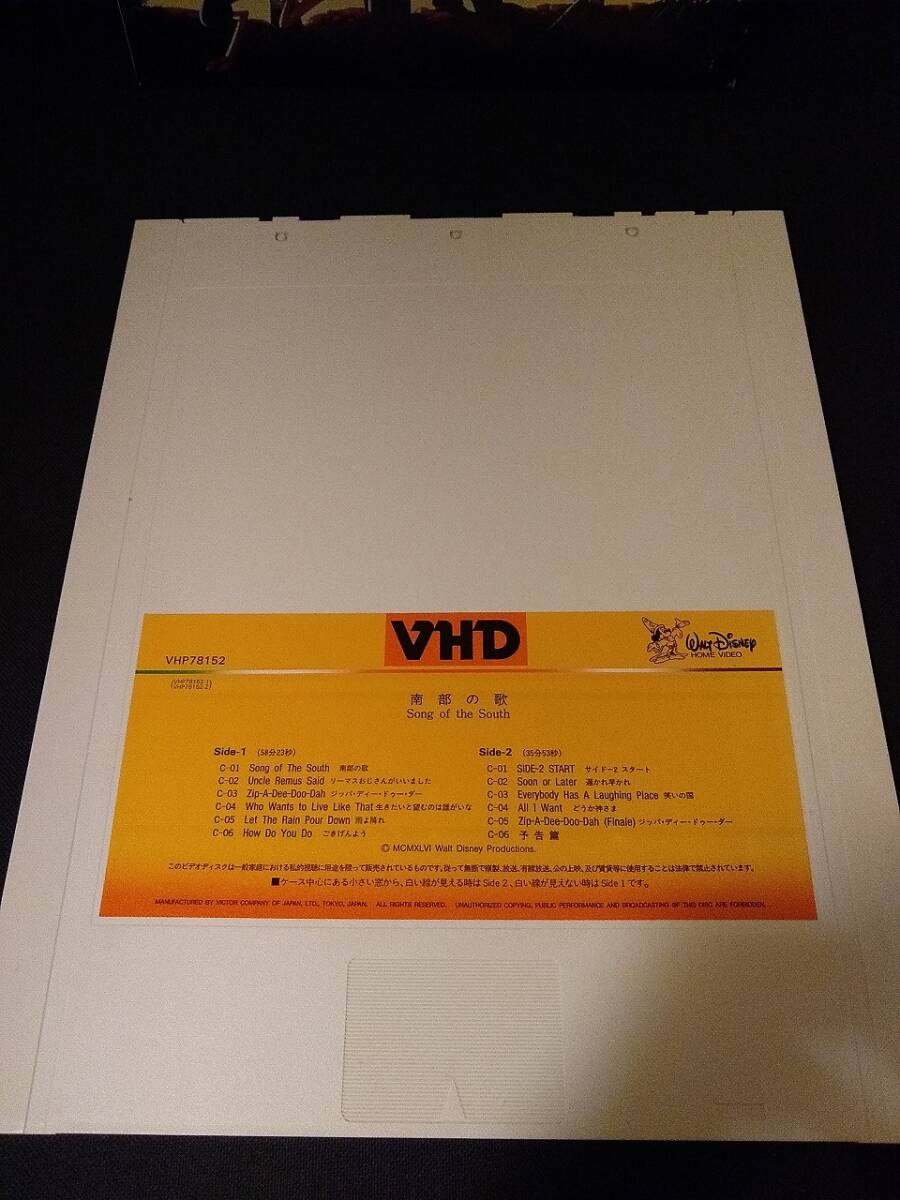 VHD
WALT DISNEY
HOME VIDEO
VHP78152
(VHP78152-1)
(VHP78152-2)
南部の歌
Song of the South
Side-1 (58分23秒)
C-01 Song of The South 南部の歌
C-02 Uncle Remus Said リーマスおじさんがいいました
C-03 Zip-A-Dee-Doo-Dah ジッパ・ディー・ドゥー・ダー
C-04 Who Wants to Live Like That 生きたいと望むのは誰がいな
C-05 Let The Rain Pour Down 雨よ降れ
C-06 How Do You Do ごきげんよう
Side-2 (35分53秒)
C-01 SIDE-2 START サイド-2 スタート
C-02 Soon or Later 遅かれ早かれ
C-03 Everybody Has A Laughing Place 笑いの国
C-04 All I Want どうか神さま
C-05 Zip-A-Dee-Doo-Dah (Finale) ジッパ・ディー・ドゥー・ダー
C-06 予告篇
© MCMXLVI Walt Disney Productions.
このビデオディスクは一般家庭における私的視聴に用途を限って販売されているものです。従って無断で複製、放送、有線放送、公の上映、及び賃貸等に使用することは法律で禁止されています。
■ケース中心にある小さい窓から、白い線が見える時は Side 2、白い線が見えない時は Side 1 です。
MANUFACTURED BY VICTOR COMPANY OF JAPAN, LTD., TOKYO, JAPAN. ALL RIGHTS RESERVED. UNAUTHORIZED COPYING, PUBLIC PERFORMANCE AND BROADCASTING OF THIS DISC ARE FORBIDDEN.